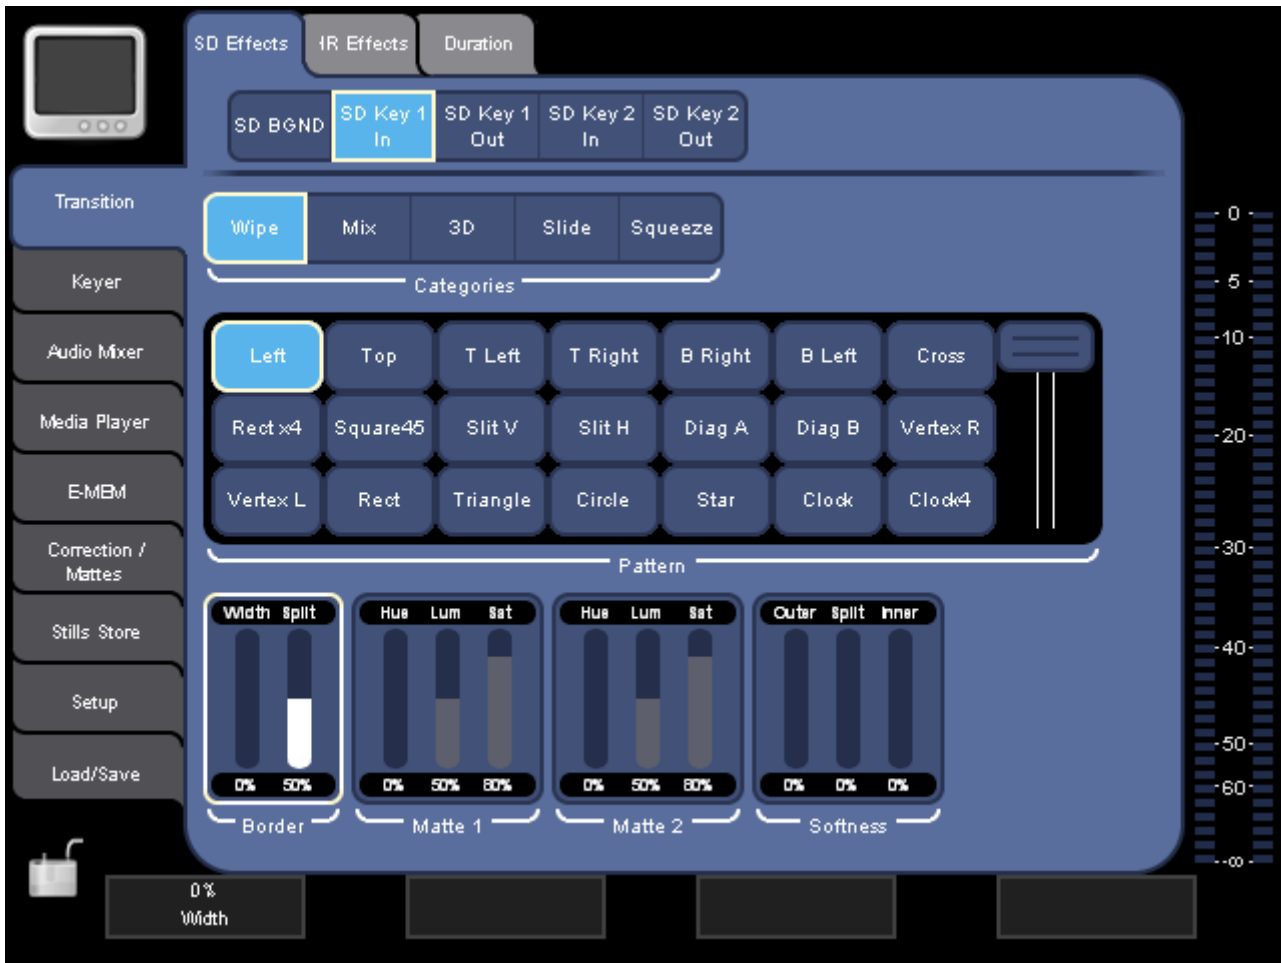 SD Effects HR Effects Duration
SD BGND SD Key 1 In SD Key 1 Out SD Key 2 In SD Key 2 Out
Transition
Keyer
Audio Mixer
Media Player
E-MEM
Correction / Mattes
Stills Store
Setup
Load/Save
Wipe Mix 3D Slide Squeeze
Categories
Left Top T Left T Right B Right B Left Cross
Rect x4 Square45 Slit V Slit H Diag A Diag B Vertex R
Vertex L Rect Triangle Circle Star Clock Clock4
Pattern
Width Split
0% 50%
Border
Hue Lum Sat
0% 50% 80%
Matte 1
Hue Lum Sat
0% 50% 80%
Matte 2
Outer Split Inner
0% 0% 0%
Softness
- 0 -
- 5 -
-10-
-20-
-30-
-40-
-50-
-60-
--∞-
0%
Width